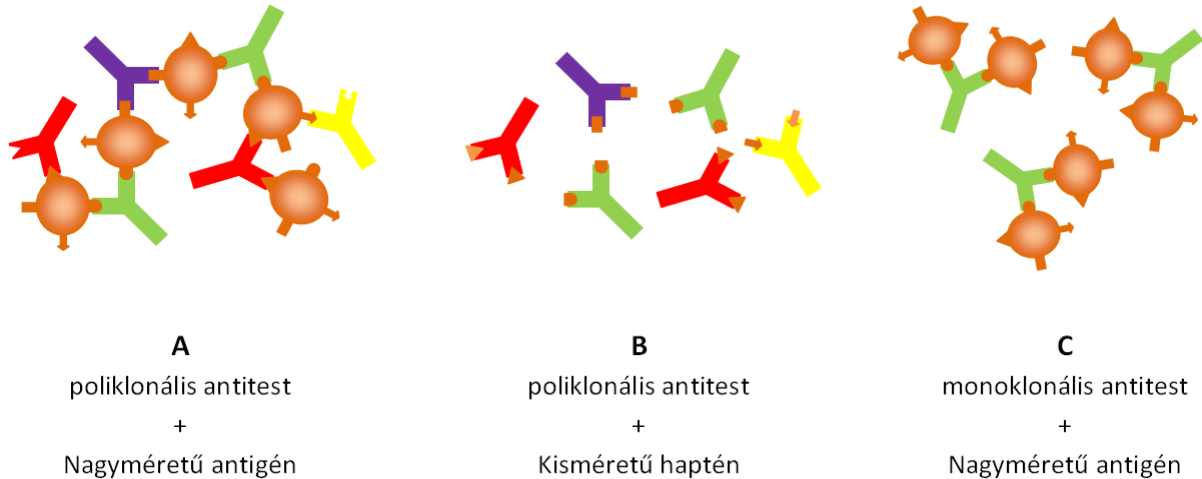 A
poliklonális antitest
+
Nagyméretű antigén
B
poliklonális antitest
+
Kisméretű haptén
C
monoklonális antitest
+
Nagyméretű antigén